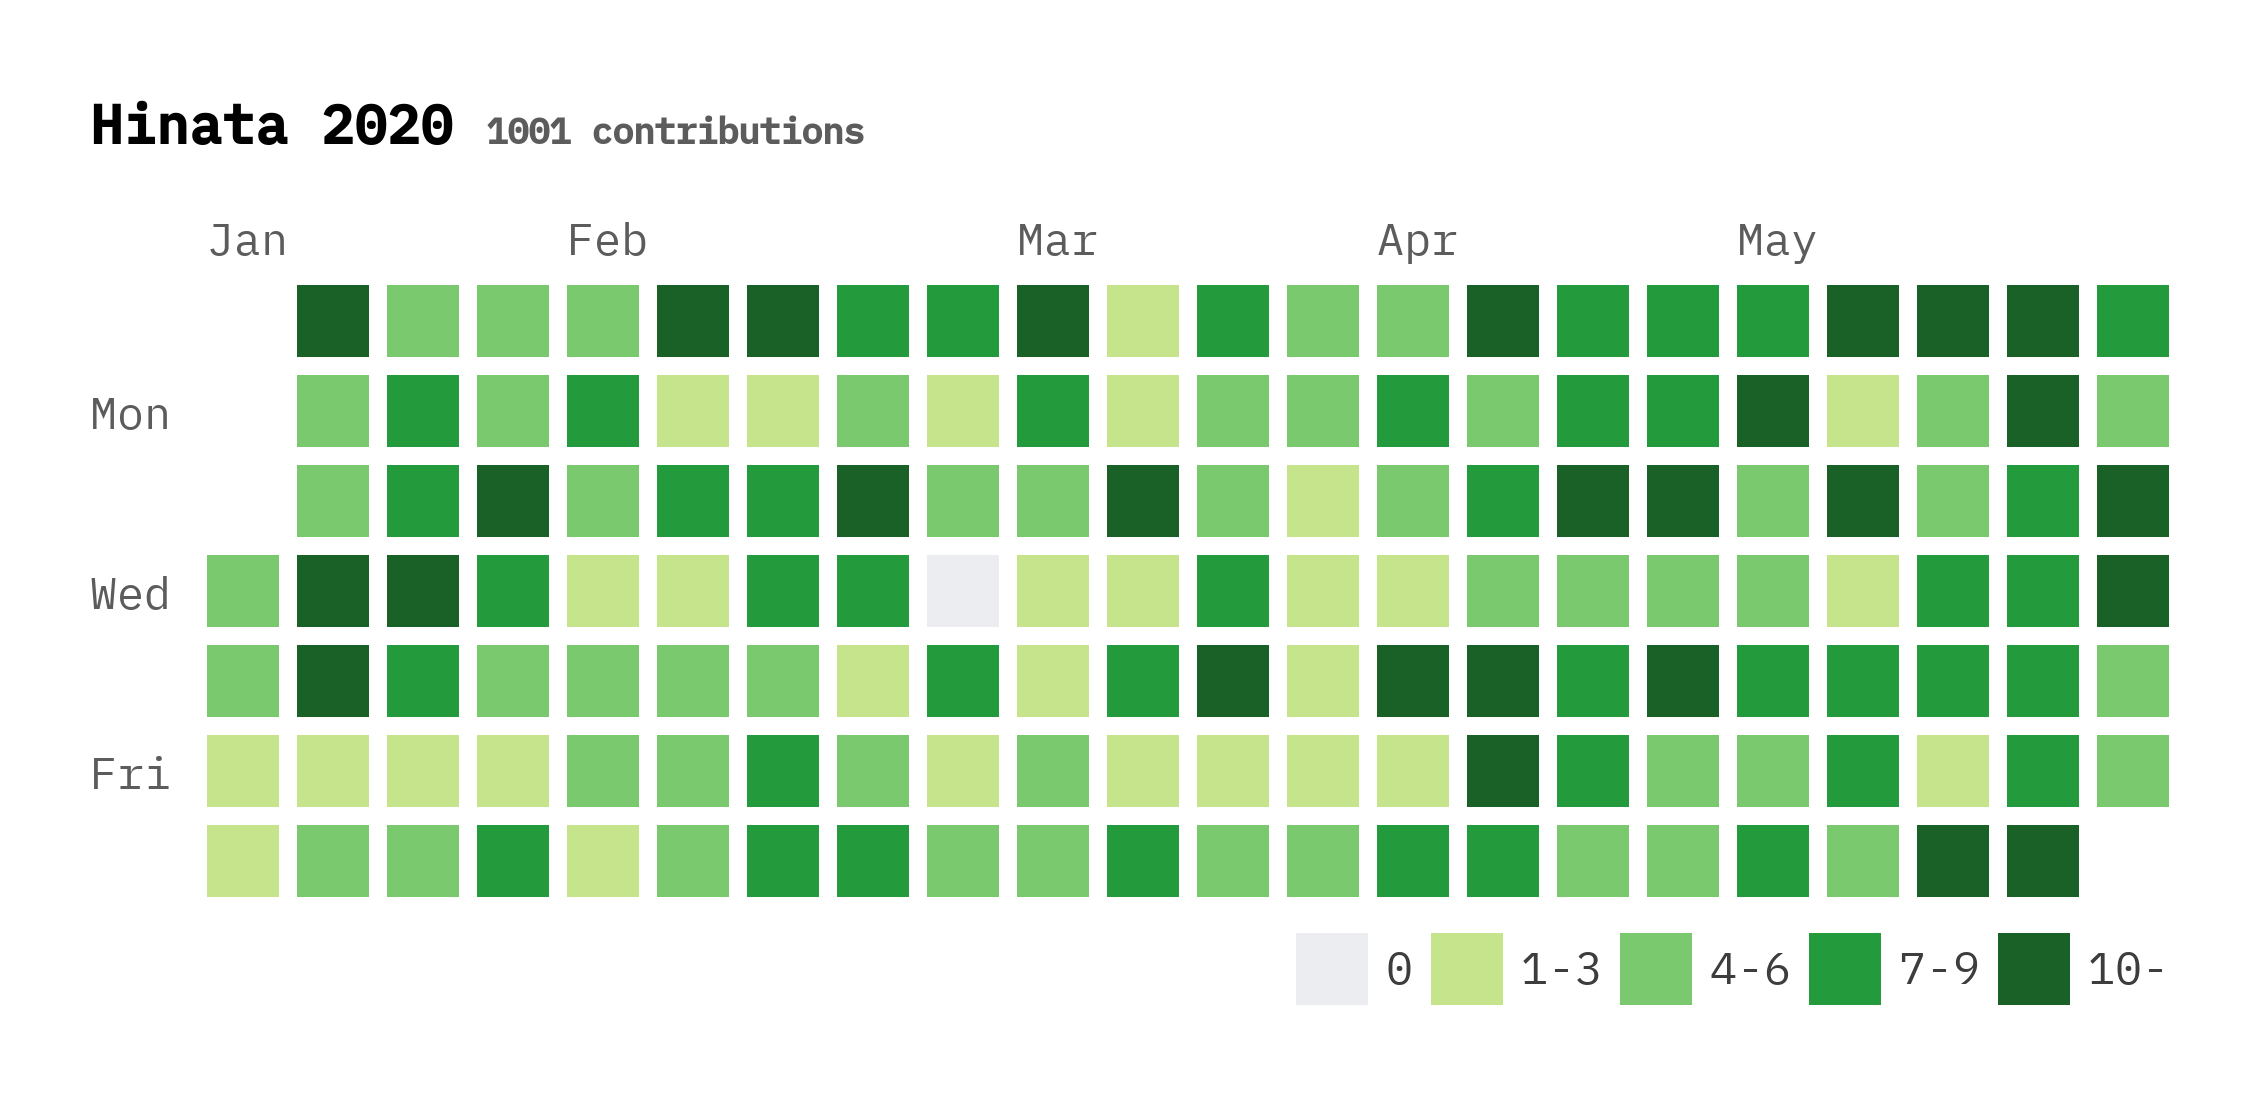 Hinata 2020 1001 contributions
Jan Feb Mar Apr May
Mon
Wed
Fri
0 1-3 4-6 7-9 10-